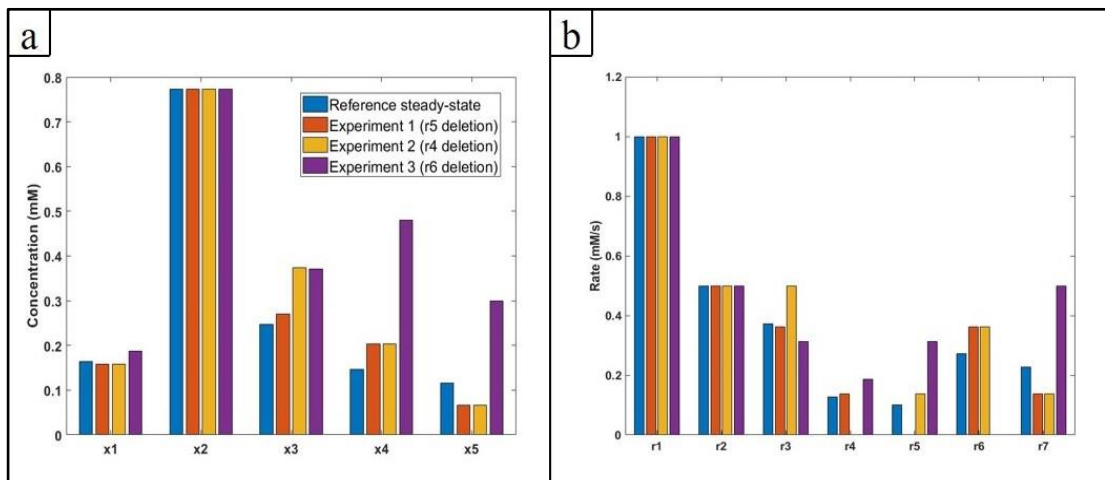 a
Concentration (mM)
0.8
0.7
0.6
0.5
0.4
0.3
0.2
0.1
0
Reference steady-state
Experiment 1 (r5 deletion)
Experiment 2 (r4 deletion)
Experiment 3 (r6 deletion)
x1 x2 x3 x4 x5
b
Rate (mM/s)
1.2
1
0.8
0.6
0.4
0.2
0
r1 r2 r3 r4 r5 r6 r7